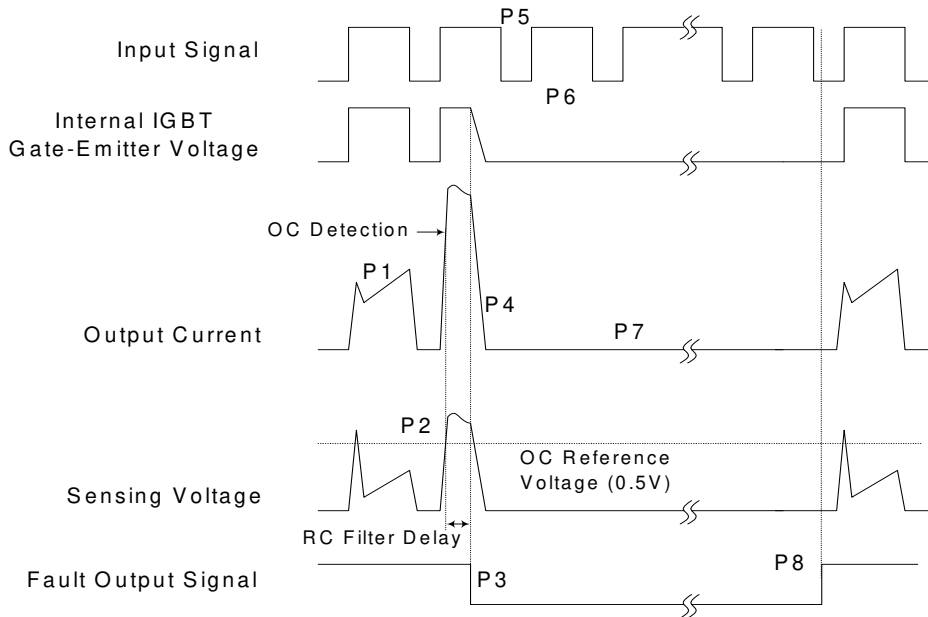 P5
Input Signal
P6
Internal IGBT
Gate-Emitter Voltage
OC Detection
P1
P4
Output Current
P7
P2
OC Reference
Voltage (0.5V)
Sensing Voltage
RC Filter Delay
P3
P8
Fault Output Signal